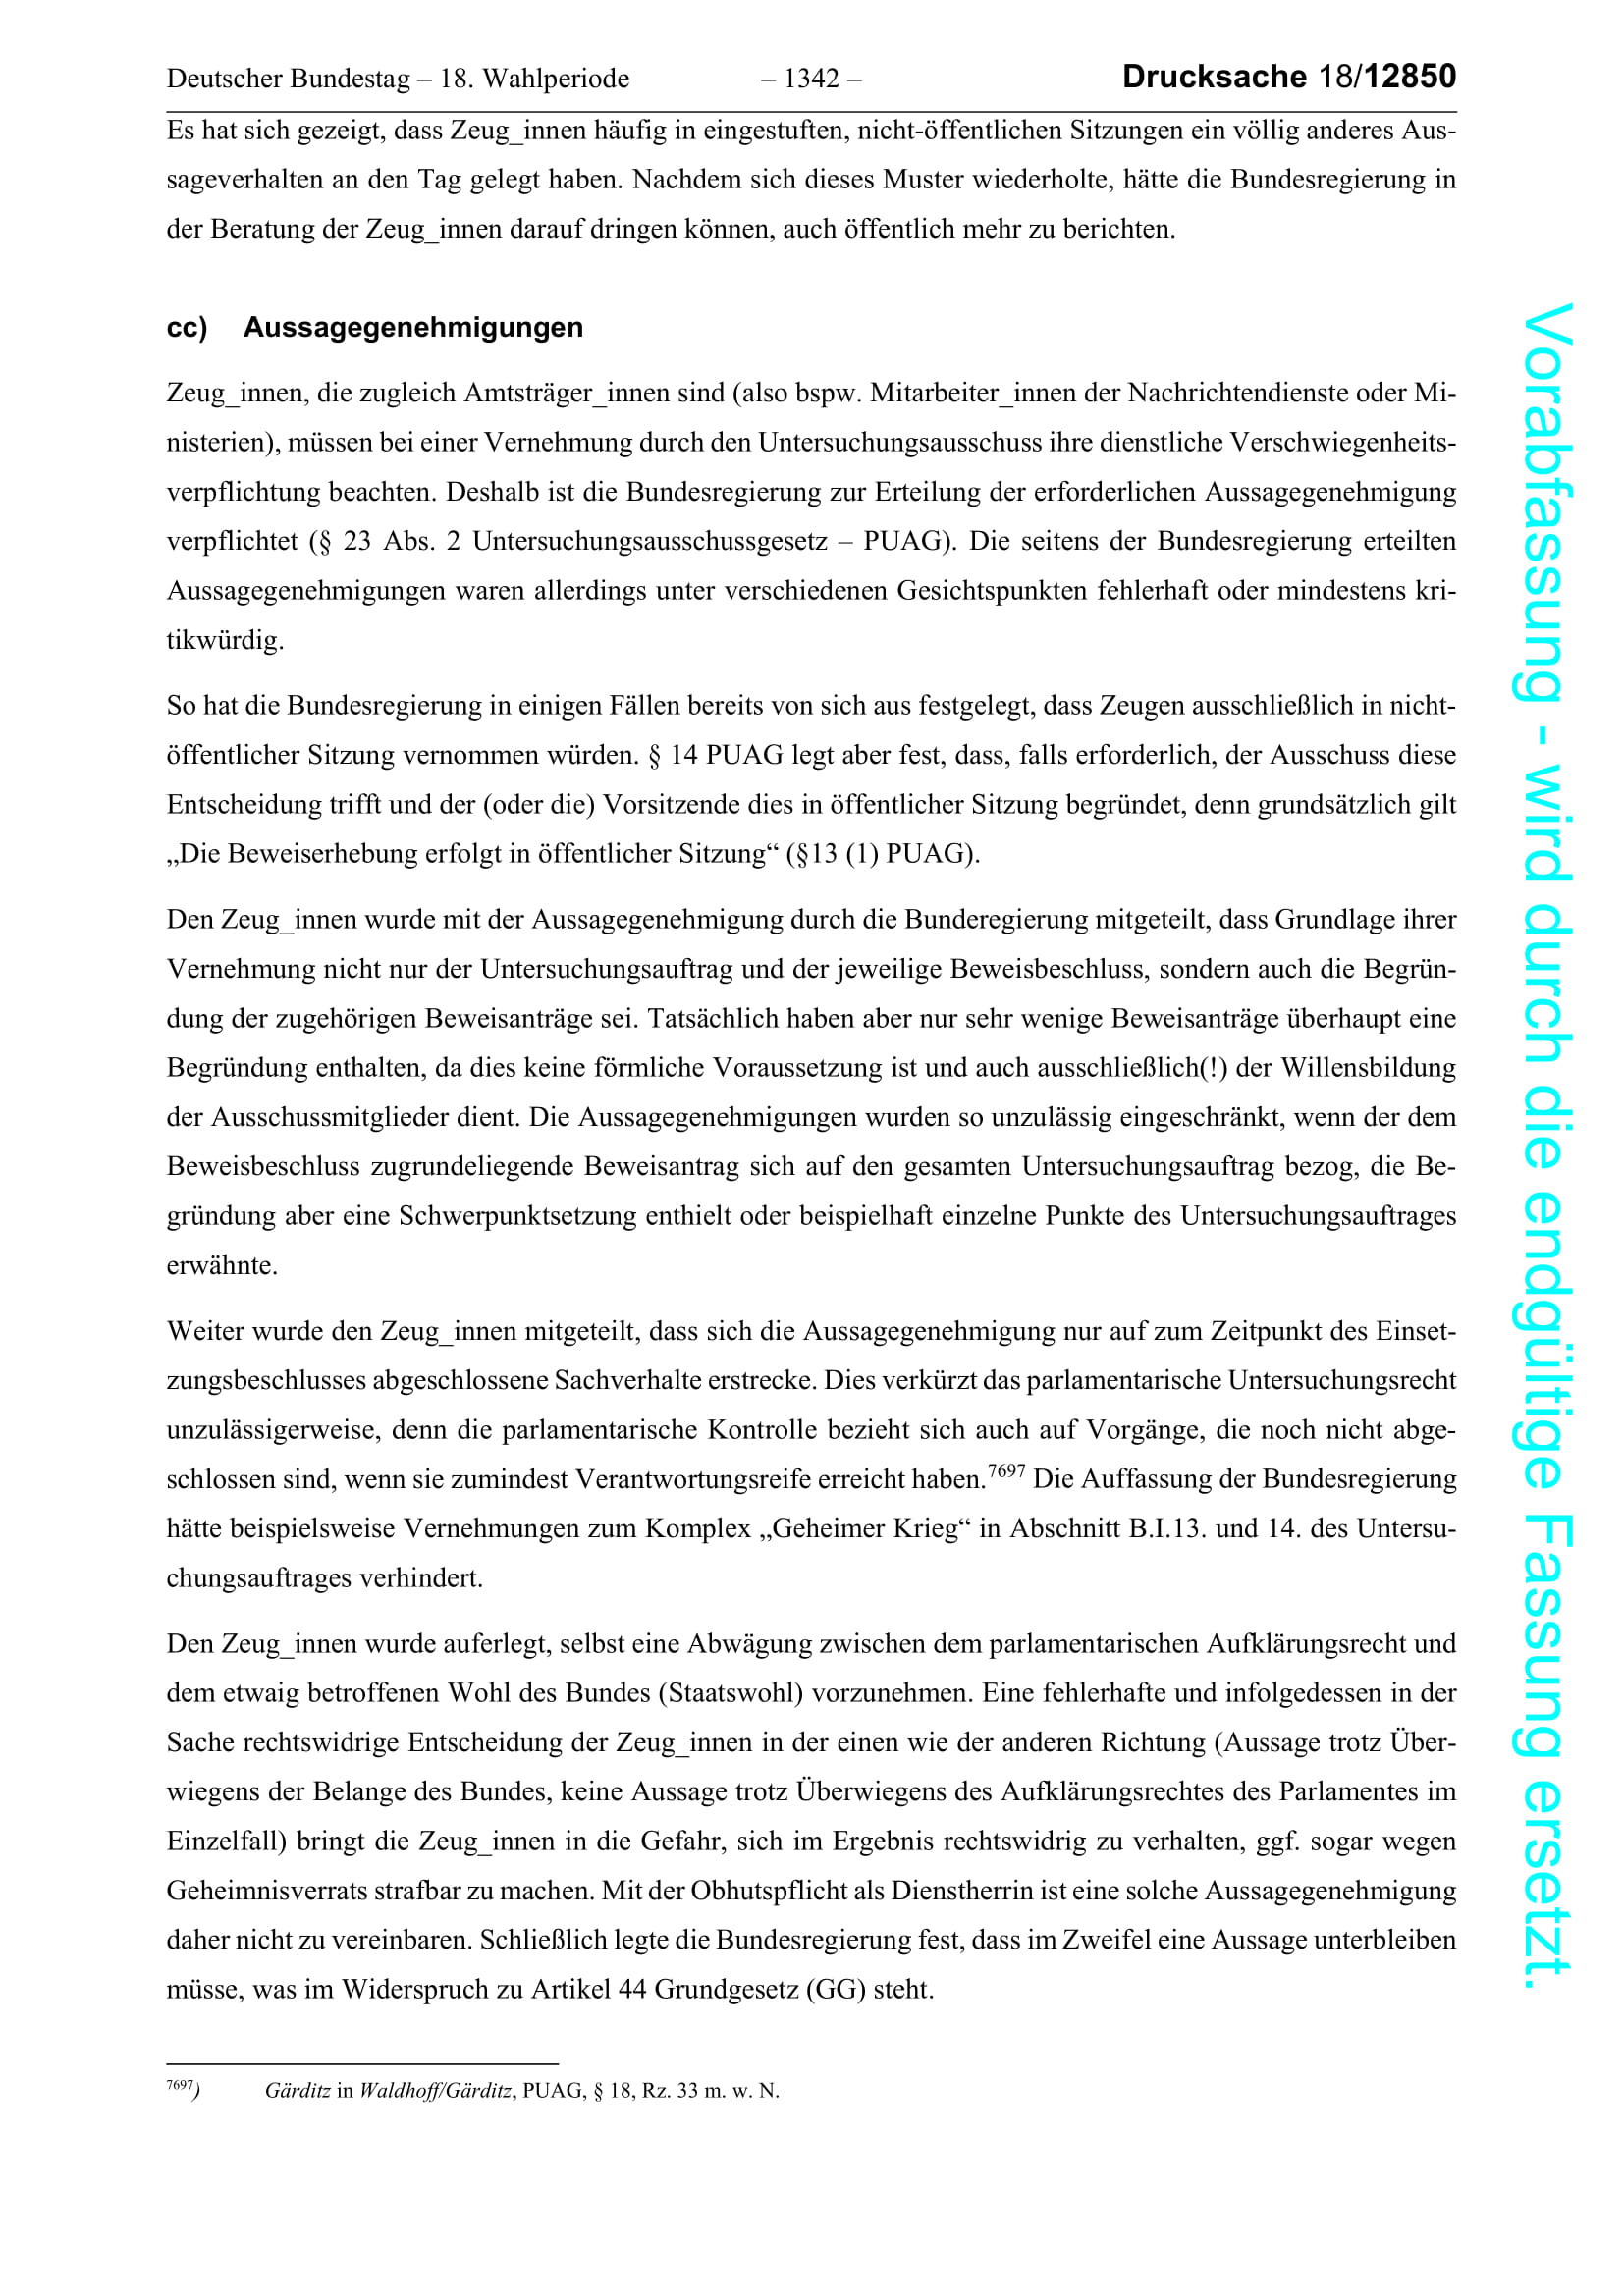 Deutscher Bundestag – 18. Wahlperiode – 1342 – Drucksache 18/12850
Es hat sich gezeigt, dass Zeug_innen häufig in eingestuften, nicht-öffentlichen Sitzungen ein völlig anderes Aus-
sageverhalten an den Tag gelegt haben. Nachdem sich dieses Muster wiederholte, hätte die Bundesregierung in
der Beratung der Zeug_innen darauf dringen können, auch öffentlich mehr zu berichten.
cc) Aussagegenehmigungen
Zeug_innen, die zugleich Amtsträger_innen sind (also bspw. Mitarbeiter_innen der Nachrichtendienste oder Mi-
nisterien), müssen bei einer Vernehmung durch den Untersuchungsausschuss ihre dienstliche Verschwiegenheits-
verpflichtung beachten. Deshalb ist die Bundesregierung zur Erteilung der erforderlichen Aussagegenehmigung
verpflichtet (§ 23 Abs. 2 Untersuchungsausschussgesetz – PUAG). Die seitens der Bundesregierung erteilten
Aussagegenehmigungen waren allerdings unter verschiedenen Gesichtspunkten fehlerhaft oder mindestens kri-
tikwürdig.
So hat die Bundesregierung in einigen Fällen bereits von sich aus festgelegt, dass Zeugen ausschließlich in nicht-
öffentlicher Sitzung vernommen würden. § 14 PUAG legt aber fest, dass, falls erforderlich, der Ausschuss diese
Entscheidung trifft und der (oder die) Vorsitzende dies in öffentlicher Sitzung begründet, denn grundsätzlich gilt
„Die Beweiserhebung erfolgt in öffentlicher Sitzung“ (§13 (1) PUAG).
Den Zeug_innen wurde mit der Aussagegenehmigung durch die Bunderegierung mitgeteilt, dass Grundlage ihrer
Vernehmung nicht nur der Untersuchungsauftrag und der jeweilige Beweisbeschluss, sondern auch die Begrün-
dung der zugehörigen Beweisanträge sei. Tatsächlich haben aber nur sehr wenige Beweisanträge überhaupt eine
Begründung enthalten, da dies keine förmliche Voraussetzung ist und auch ausschließlich(!) der Willensbildung
der Ausschussmitglieder dient. Die Aussagegenehmigungen wurden so unzulässig eingeschränkt, wenn der dem
Beweisbeschluss zugrundeliegende Beweisantrag sich auf den gesamten Untersuchungsauftrag bezog, die Be-
gründung aber eine Schwerpunktsetzung enthielt oder beispielhaft einzelne Punkte des Untersuchungsauftrages
erwähnte.
Weiter wurde den Zeug_innen mitgeteilt, dass sich die Aussagegenehmigung nur auf zum Zeitpunkt des Einset-
zungsbeschlusses abgeschlossene Sachverhalte erstrecke. Dies verkürzt das parlamentarische Untersuchungsrecht
unzulässigerweise, denn die parlamentarische Kontrolle bezieht sich auch auf Vorgänge, die noch nicht abge-
schlossen sind, wenn sie zumindest Verantwortungsreife erreicht haben.7697 Die Auffassung der Bundesregierung
hätte beispielsweise Vernehmungen zum Komplex „Geheimer Krieg“ in Abschnitt B.I.13. und 14. des Untersu-
chungsauftrages verhindert.
Den Zeug_innen wurde auferlegt, selbst eine Abwägung zwischen dem parlamentarischen Aufklärungsrecht und
dem etwaig betroffenen Wohl des Bundes (Staatswohl) vorzunehmen. Eine fehlerhafte und infolgedessen in der
Sache rechtswidrige Entscheidung der Zeug_innen in der einen wie der anderen Richtung (Aussage trotz Über-
wiegens der Belange des Bundes, keine Aussage trotz Überwiegens des Aufklärungsrechtes des Parlamentes im
Einzelfall) bringt die Zeug_innen in die Gefahr, sich im Ergebnis rechtswidrig zu verhalten, ggf. sogar wegen
Geheimnisverrats strafbar zu machen. Mit der Obhutspflicht als Dienstherrin ist eine solche Aussagegenehmigung
daher nicht zu vereinbaren. Schließlich legte die Bundesregierung fest, dass im Zweifel eine Aussage unterbleiben
müsse, was im Widerspruch zu Artikel 44 Grundgesetz (GG) steht.
7697) Gärditz in Waldhoff/Gärditz, PUAG, § 18, Rz. 33 m. w. N.
Vorabfassung - wird durch die endgültige Fassung ersetzt.